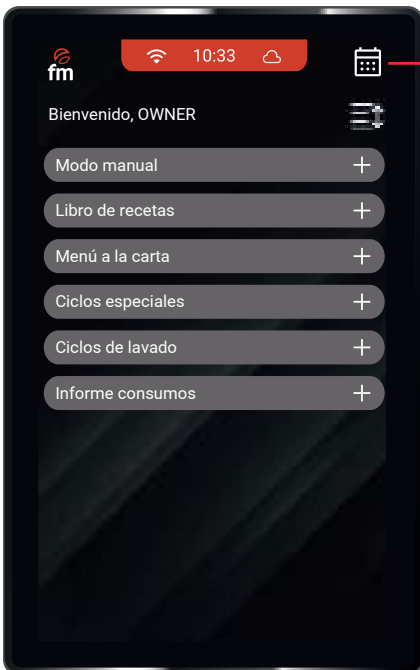 fm
10:33
Bienvenido, OWNER
Modo manual
Libro de recetas
Menú a la carta
Ciclos especiales
Ciclos de lavado
Informe consumos